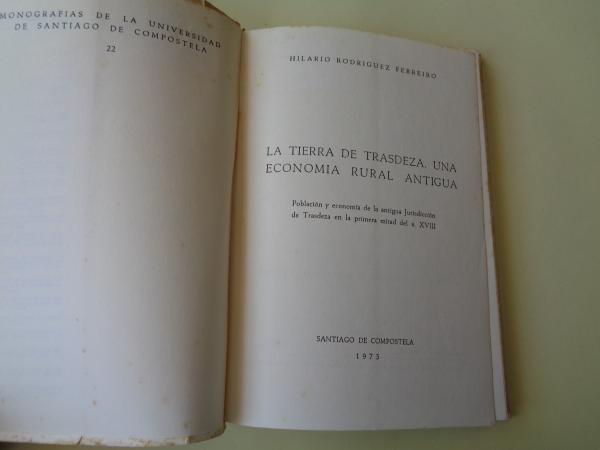 MONOGRAFIAS DE LA UNIVERSIDAD
DE SANTIAGO DE COMPOSTELA
22
HILARIO RODRIGUEZ FERREIRO
LA TIERRA DE TRASDEZA. UNA
ECONOMIA RURAL ANTIGUA
Población y economía de la antigua Jurisdicción
de Trasdeza en la primera mitad del s. XVIII
SANTIAGO DE COMPOSTELA
1973